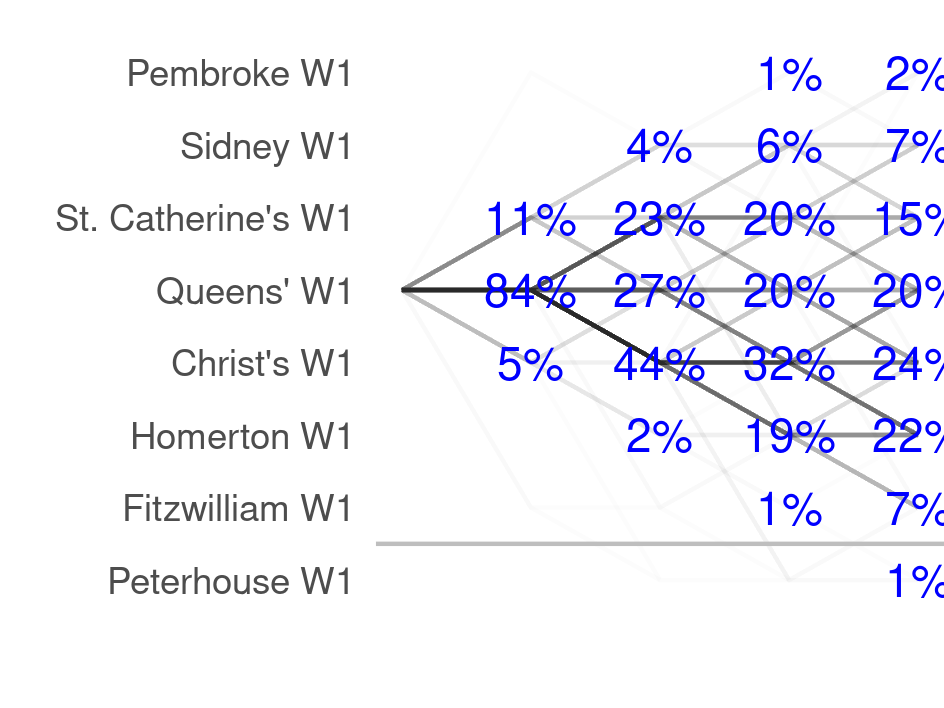 Pembroke W1 1% 2%
Sidney W1 4% 6% 7%
St. Catherine's W1 11% 23% 20% 15%
Queens' W1 84% 27% 20% 20%
Christ's W1 5% 44% 32% 24%
Homerton W1 2% 19% 22%
Fitzwilliam W1 1% 7%
Peterhouse W1 1%